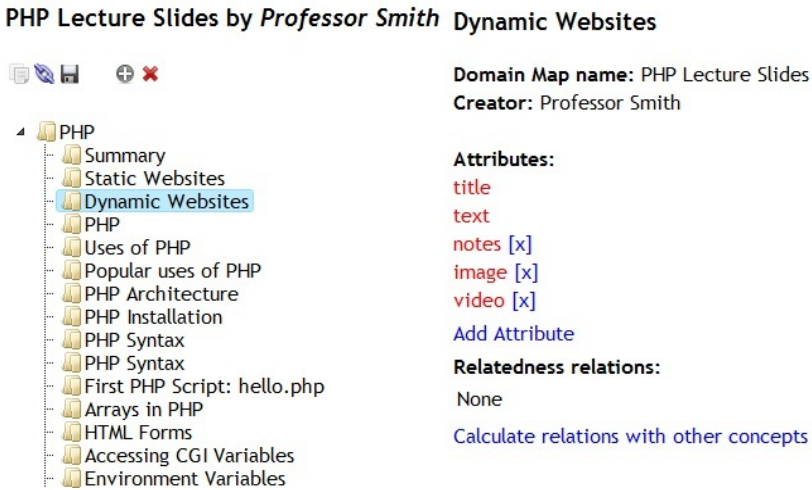 PHP Lecture Slides by Professor Smith
PHP
Summary
Static Websites
Dynamic Websites
PHP
Uses of PHP
Popular uses of PHP
PHP Architecture
PHP Installation
PHP Syntax
PHP Syntax
First PHP Script: hello.php
Arrays in PHP
HTML Forms
Accessing CGI Variables
Environment Variables
Dynamic Websites
Domain Map name: PHP Lecture Slides
Creator: Professor Smith
Attributes:
title
text
notes [x]
image [x]
video [x]
Add Attribute
Relatedness relations:
None
Calculate relations with other concepts